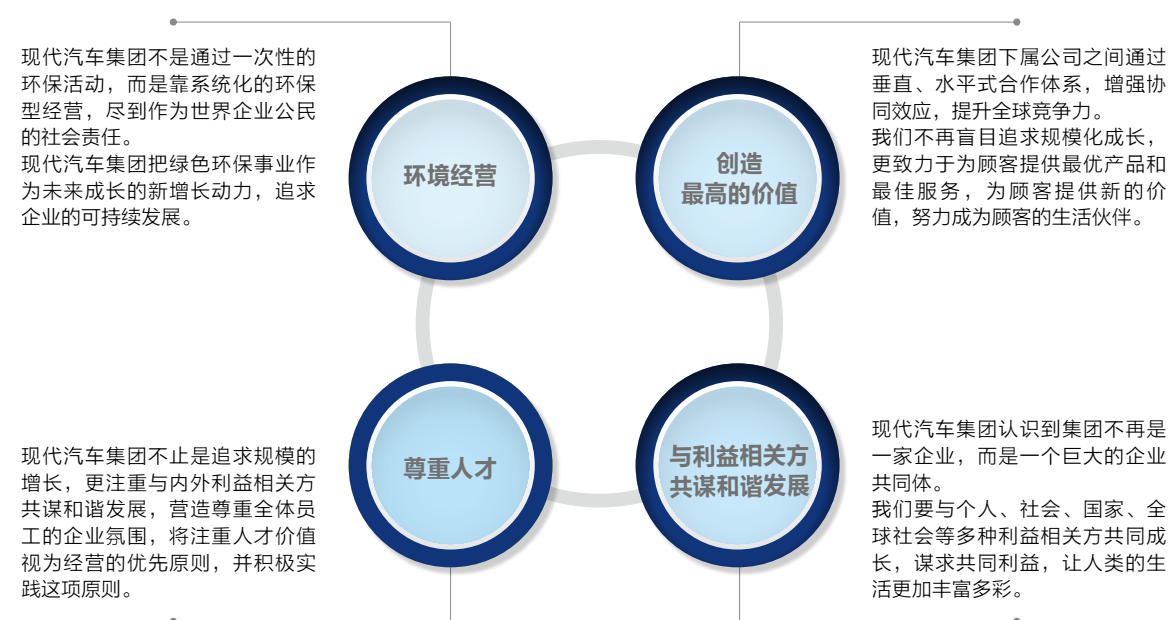 现代汽车集团不是通过一次性的
环保活动，而是靠系统化的环保
型经营，尽到作为世界企业公民
的社会责任。
现代汽车集团把绿色环保事业作
为未来成长的新增长动力，追求
企业的可持续发展。
环境经营
创造
最高的价值
现代汽车集团下属公司之间通过
垂直、水平式合作体系，增强协
同效应，提升全球竞争力。
我们不再盲目追求规模化成长，
更致力于为顾客提供最优产品和
最佳服务，为顾客提供新的价
值，努力成为顾客的生活伙伴。
现代汽车集团不止是追求规模的
增长，更注重与内外利益相关方
共谋和谐发展，营造尊重全体员
工的企业氛围，将注重人才价值
视为经营的优先原则，并积极实
践这项原则。
尊重人才
与利益相关方
共谋和谐发展
现代汽车集团认识到集团不再是
一家企业，而是一个巨大的企业
共同体。
我们要与个人、社会、国家、全
球社会等多种利益相关方共同成
长，谋求共同利益，让人类的生
活更加丰富多彩。